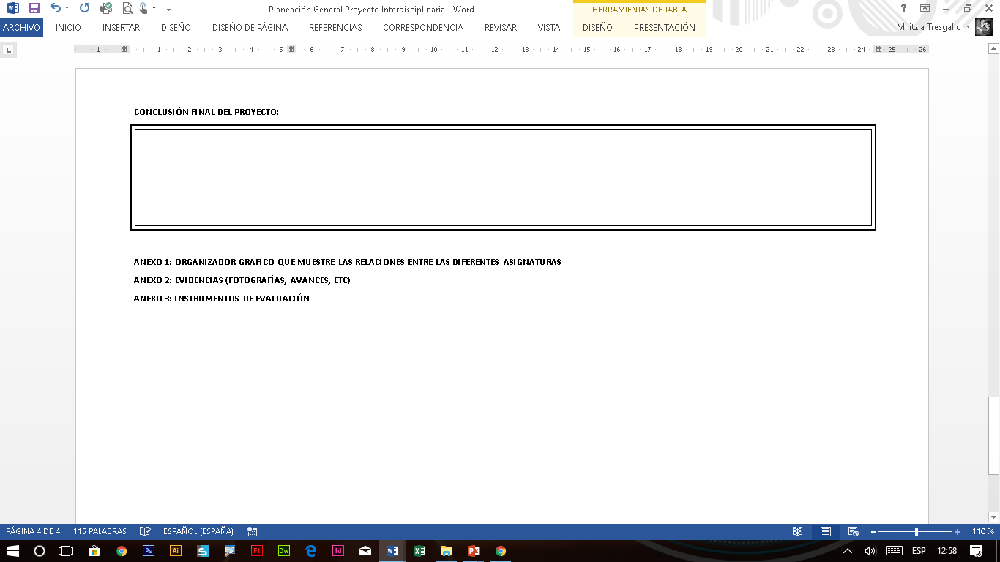 Planeación General Proyecto Interdisciplinaria - Word
HERRAMIENTAS DE TABLA
?
ARCHIVO INICIO INSERTAR DISEÑO DISEÑO DE PÁGINA REFERENCIAS CORRESPONDENCIA REVISAR VISTA DISEÑO PRESENTACIÓN Militzia Tresgallo
1 1 2 3 4 5 6 7 8 9 10 11 12 13 14 15 16 17 18 19 20 21 22 23 24 25 26
CONCLUSIÓN FINAL DEL PROYECTO:
ANEXO 1: ORGANIZADOR GRÁFICO QUE MUESTRE LAS RELACIONES ENTRE LAS DIFERENTES ASIGNATURAS
ANEXO 2: EVIDENCIAS (FOTOGRAFÍAS, AVANCES, ETC)
ANEXO 3: INSTRUMENTOS DE EVALUACIÓN
PÁGINA 4 DE 4 115 PALABRAS ESPAÑOL (ESPAÑA) 110 %
Ps Ai S Fl Dw e Id W X P ESP 12:58